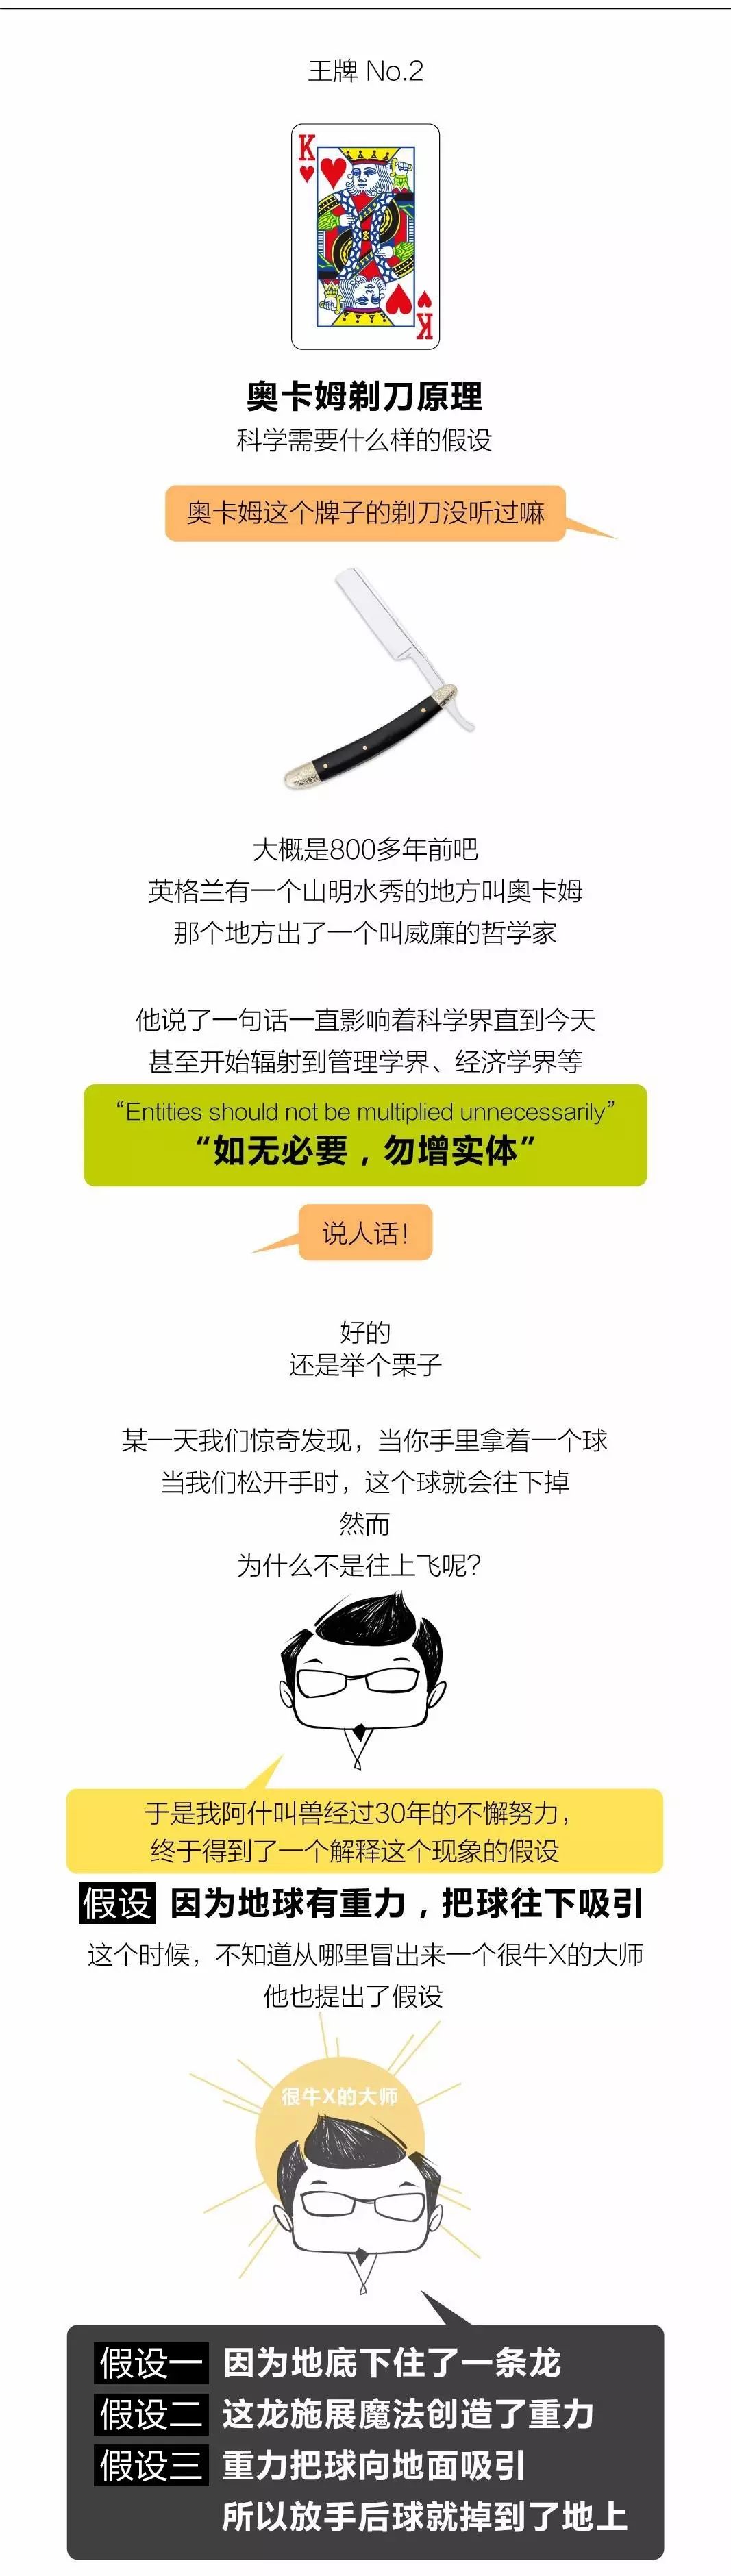 王牌 No.2
K
K
奥卡姆剃刀原理
科学需要什么样的假设
奥卡姆这个牌子的剃刀没听过嘛
大概是800多年前吧
英格兰有一个山明水秀的地方叫奥卡姆
那个地方出了一个叫威廉的哲学家
他说了一句话一直影响着科学界直到今天
甚至开始辐射到管理学界、经济学界等
“Entities should not be multiplied unnecessarily”
“如无必要，勿增实体”
说人话！
好的
还是举个栗子
某一天我们惊奇发现，当你手里拿着一个球
当我们松开手时，这个球就会往下掉
然而
为什么不是往上飞呢？
于是我阿什叫兽经过30年的不懈努力，
终于得到了一个解释这个现象的假设
假设 因为地球有重力，把球往下吸引
这个时候，不知道从哪里冒出来一个很牛X的大师
他也提出了假设
很牛X的大师
假设一 因为地底下住了一条龙
假设二 这龙施展魔法创造了重力
假设三 重力把球向地面吸引
所以放手后球就掉到了地上